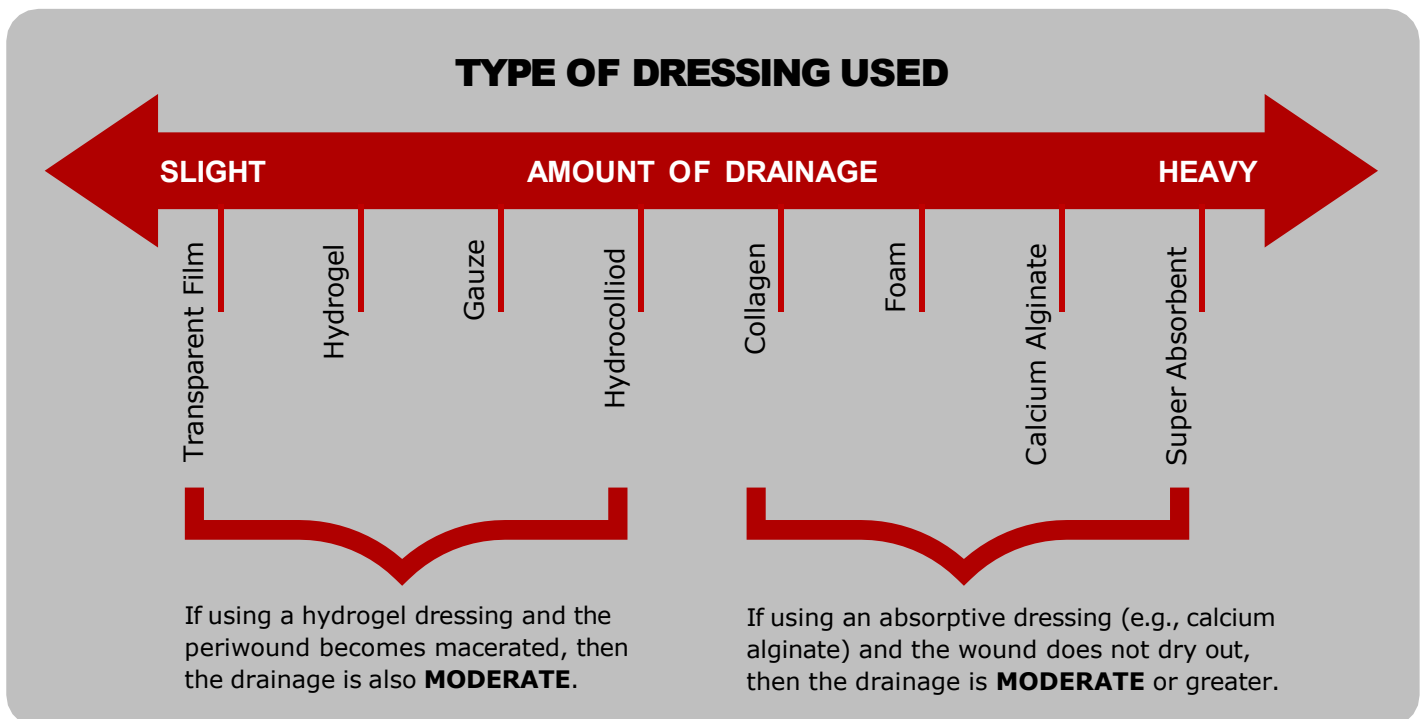 TYPE OF DRESSING USED
SLIGHT AMOUNT OF DRAINAGE HEAVY
Transparent Film
Hydrogel
Gauze
Hydrocolliod
Collagen
Foam
Calcium Alginate
Super Absorbent
If using a hydrogel dressing and the
periwound becomes macerated, then
the drainage is also MODERATE.
If using an absorptive dressing (e.g., calcium
alginate) and the wound does not dry out,
then the drainage is MODERATE or greater.